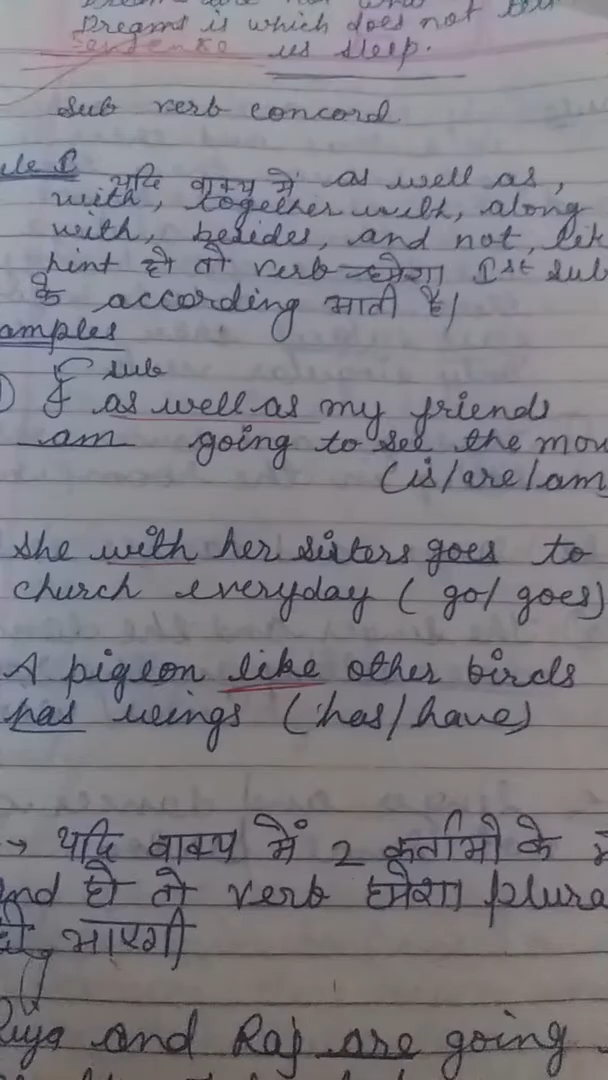 Dreams is which does not
us sleep.
Sub verb concord
यदि वाक्य में as well as,
with, together with, along
with, besides, and not, lik
hint हो तो verb हमेशा Ist sub
के according आती है।
amples
sub
I as well as my friends
am going to see the mov
(is/are/am
She with her sisters goes to
church everyday (go/ goes)
A pigeon like other birds
has weings (has/have)
→ यदि वाक्य में 2 कर्ताओ के
and हो तो verb हमेशा plura
ही आएगी
Riya and Raj are going